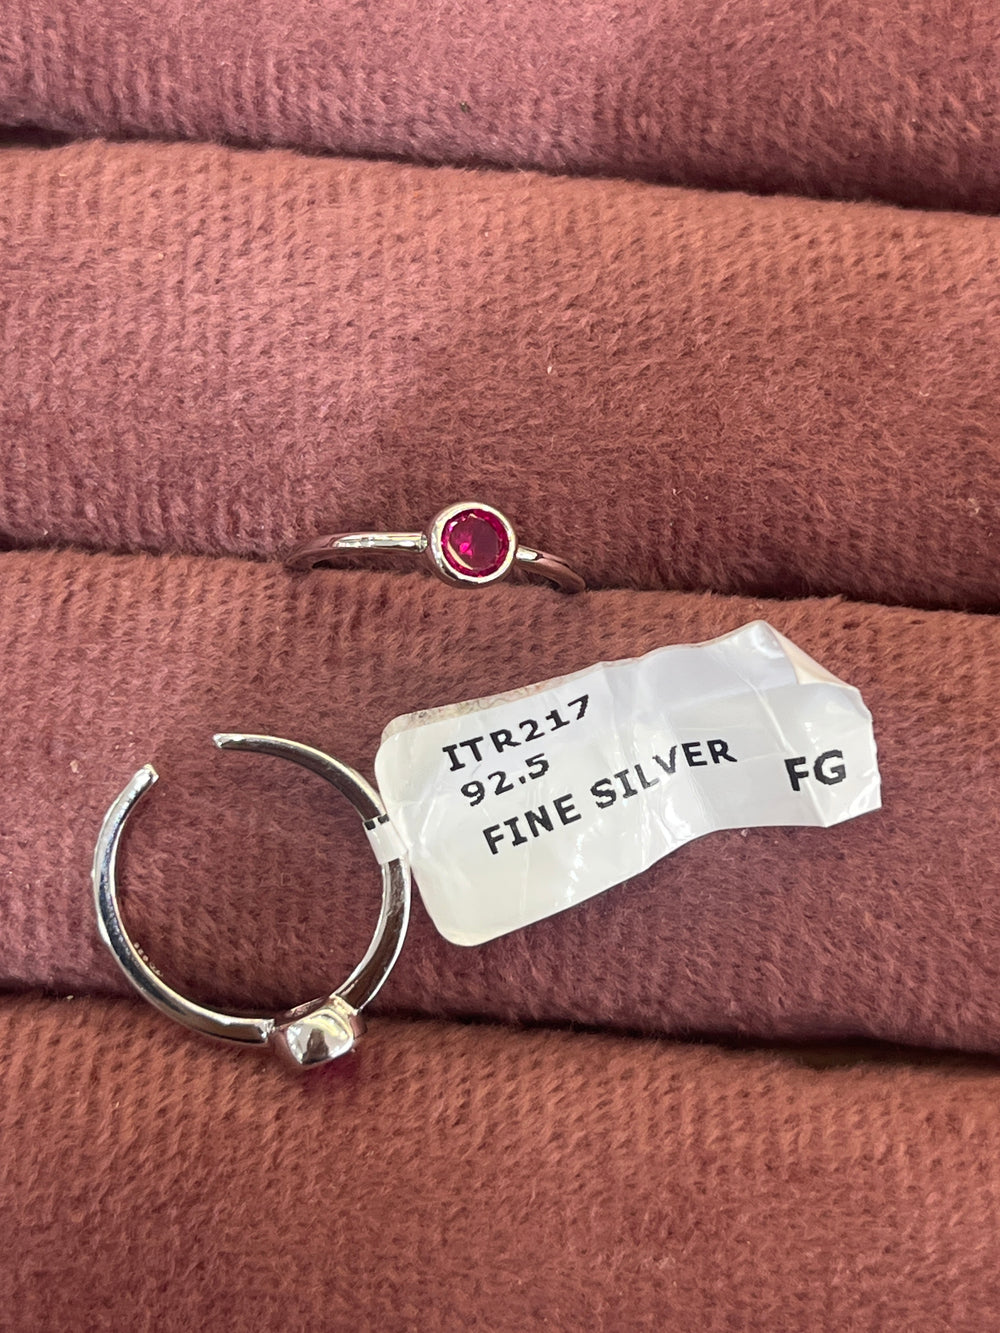 ITR217
92.5
FINE SILVER
FG